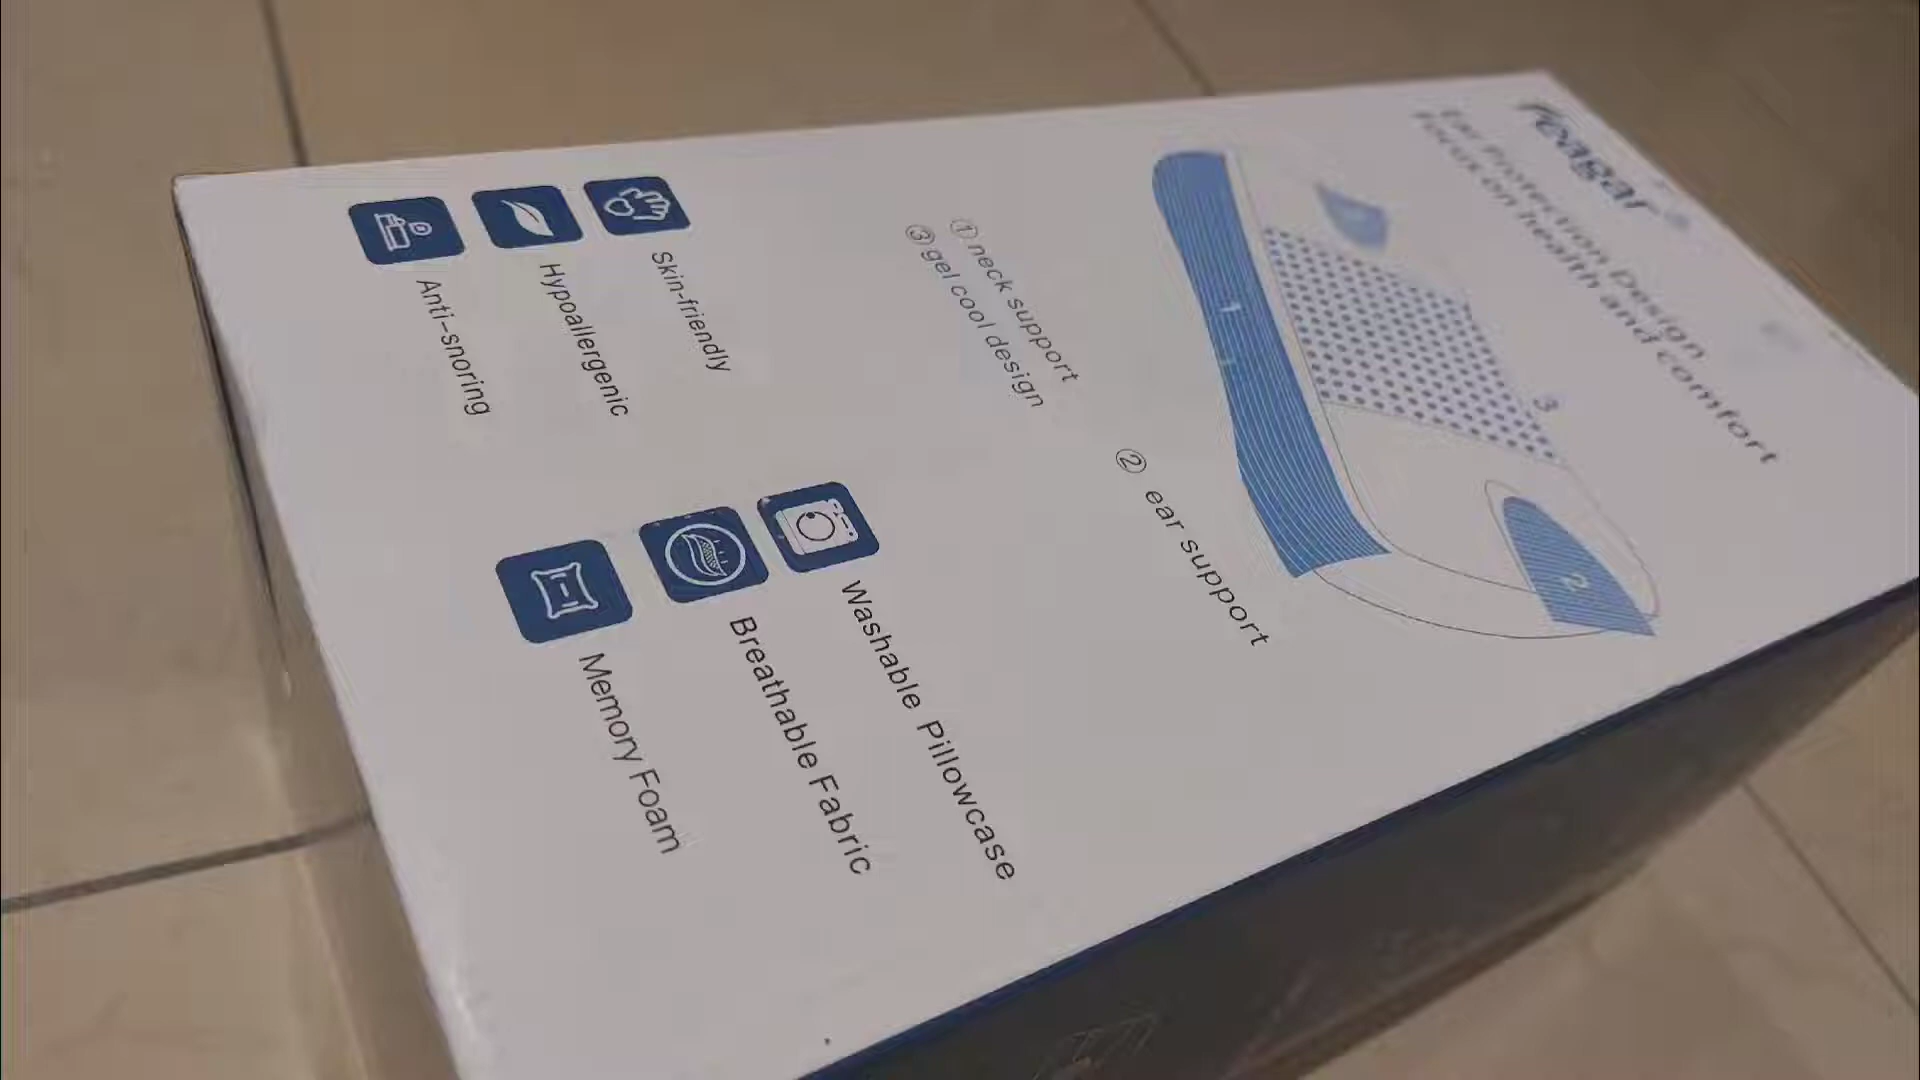 feagar
Ear Protection Design
Focus on health and comfort
3
1
2
① neck support
② ear support
③ gel cool design
Skin-friendly
Washable Pillowcase
Hypoallergenic
Breathable Fabric
Anti-snoring
Memory Foam